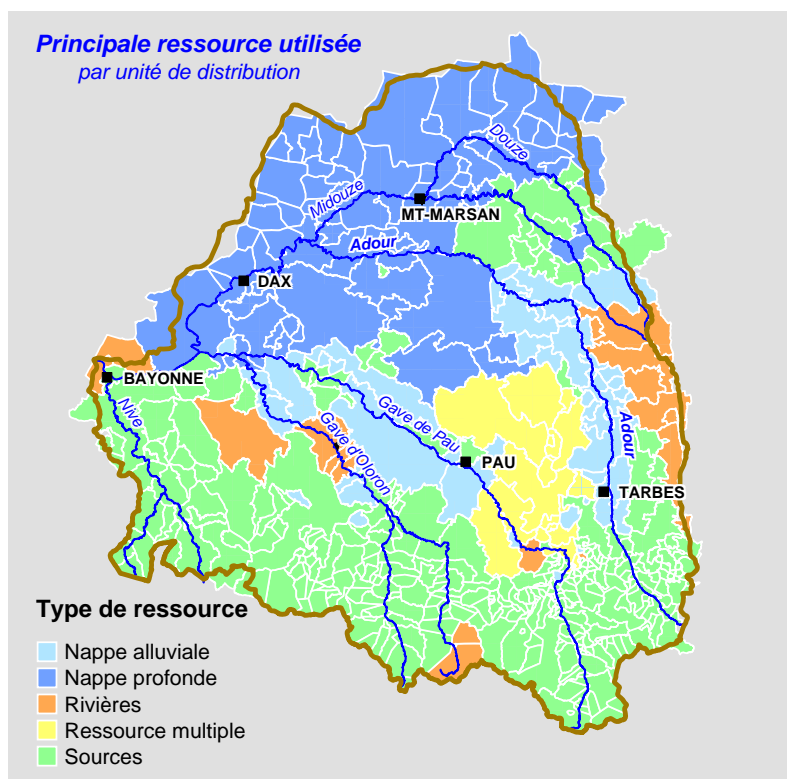 Principale ressource utilisée
par unité de distribution
Douze
Midouze
MT-MARSAN
Adour
DAX
BAYONNE
Nive
Gave de Pau
Gave d'Oloron
Adour
PAU
TARBES
Type de ressource
Nappe alluviale
Nappe profonde
Rivières
Ressource multiple
Sources